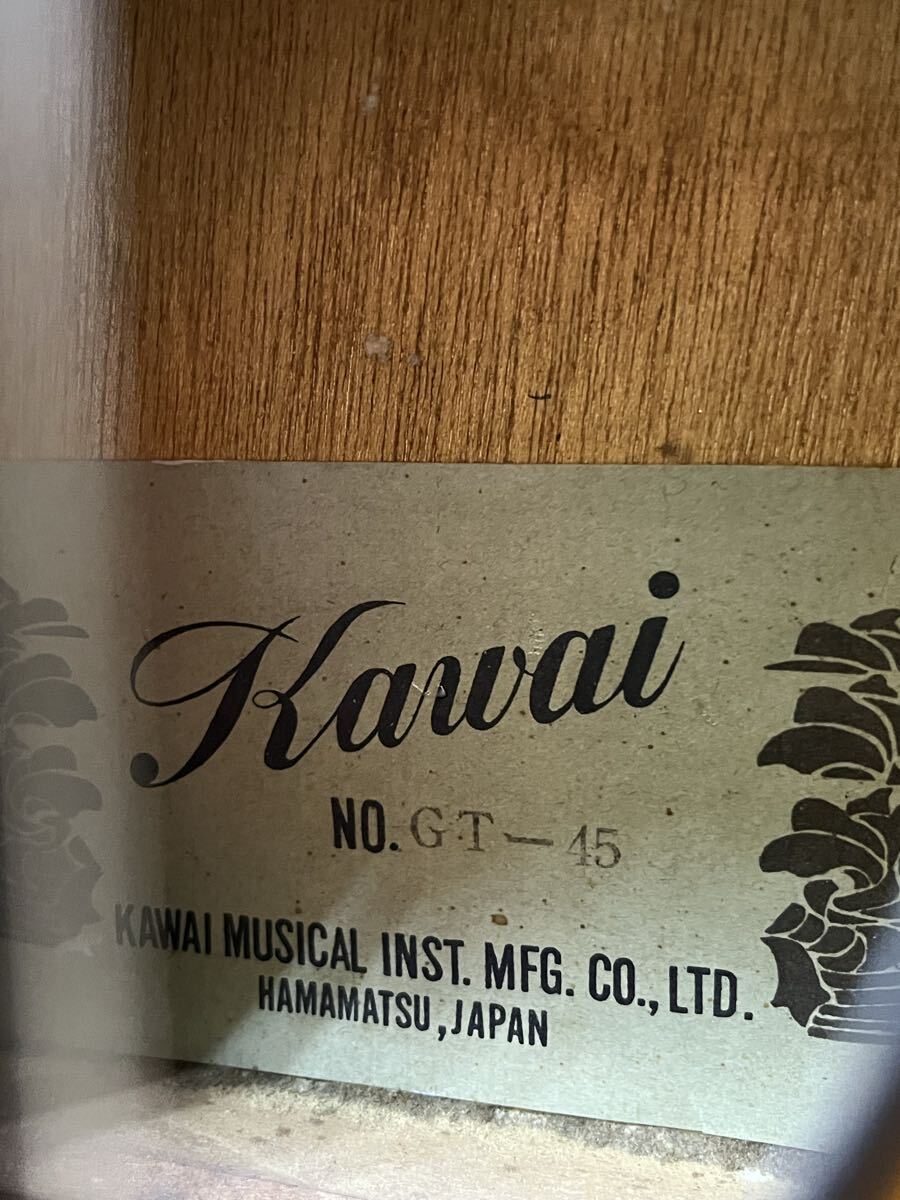 Kawai
NO. GT-45
KAWAI MUSICAL INST. MFG. CO., LTD.
HAMAMATSU, JAPAN